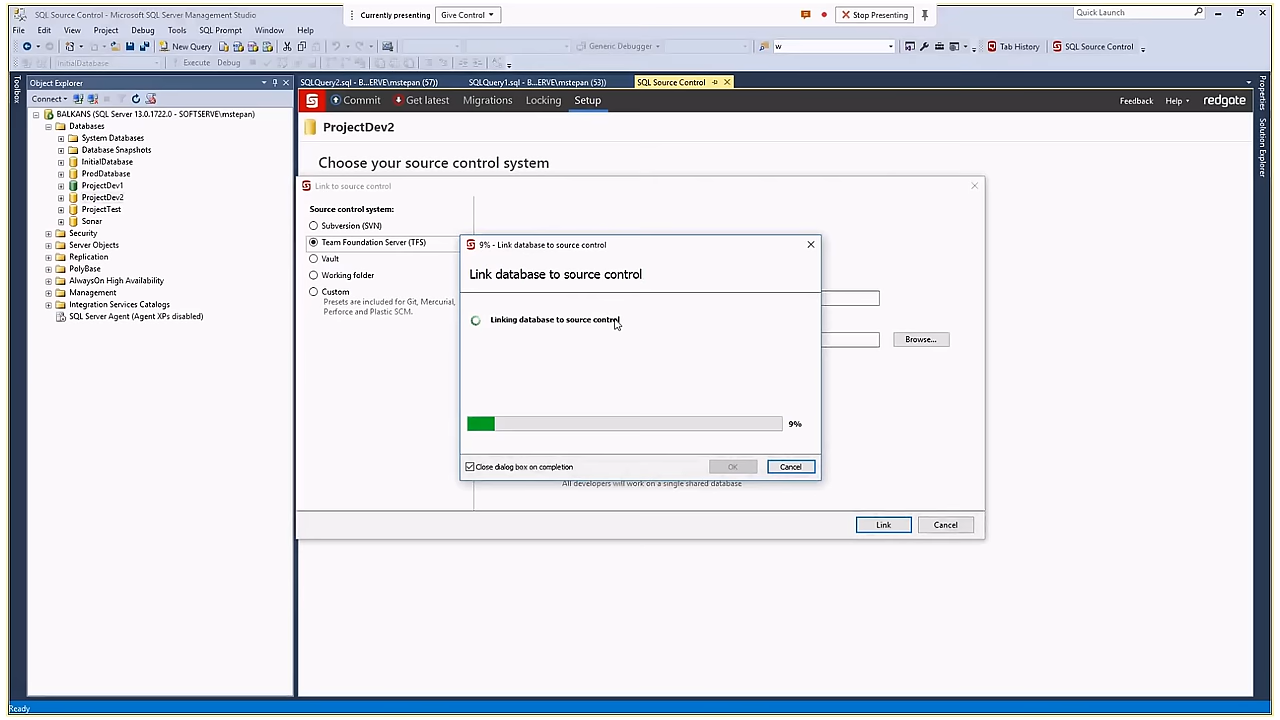 SQL Source Control - Microsoft SQL Server Management Studio
Currently presenting Give Control Stop Presenting
Quick Launch
File Edit View Project Debug Tools SQL Prompt Window Help
New Query Generic Debugger w Tab History SQL Source Control
InitialDatabase Execute Debug
Toolbox
Object Explorer
SQLQuery2.sql - B...ERVE\mstepan (57)) SQLQuery1.sql - B...ERVE\mstepan (53)) SQL Source Control
Properties
Solution Explorer
Connect
Commit Get latest Migrations Locking Setup Feedback Help redgate
BALKANS (SQL Server 13.0.1722.0 - SOFTSERVE\mstepan)
Databases
System Databases
Database Snapshots
InitialDatabase
ProdDatabase
ProjectDev1
ProjectDev2
ProjectTest
Sonar
Security
Server Objects
Replication
PolyBase
AlwaysOn High Availability
Management
Integration Services Catalogs
SQL Server Agent (Agent XPs disabled)
ProjectDev2
Choose your source control system
Link to source control
Source control system:
Subversion (SVN)
Team Foundation Server (TFS)
Vault
Working folder
Custom
Presets are included for Git, Mercurial,
Perforce and Plastic SCM.
9% - Link database to source control
Link database to source control
Linking database to source control
9%
Close dialog box on completion OK Cancel
Browse...
All developers will work on a single shared database
Link Cancel
Ready